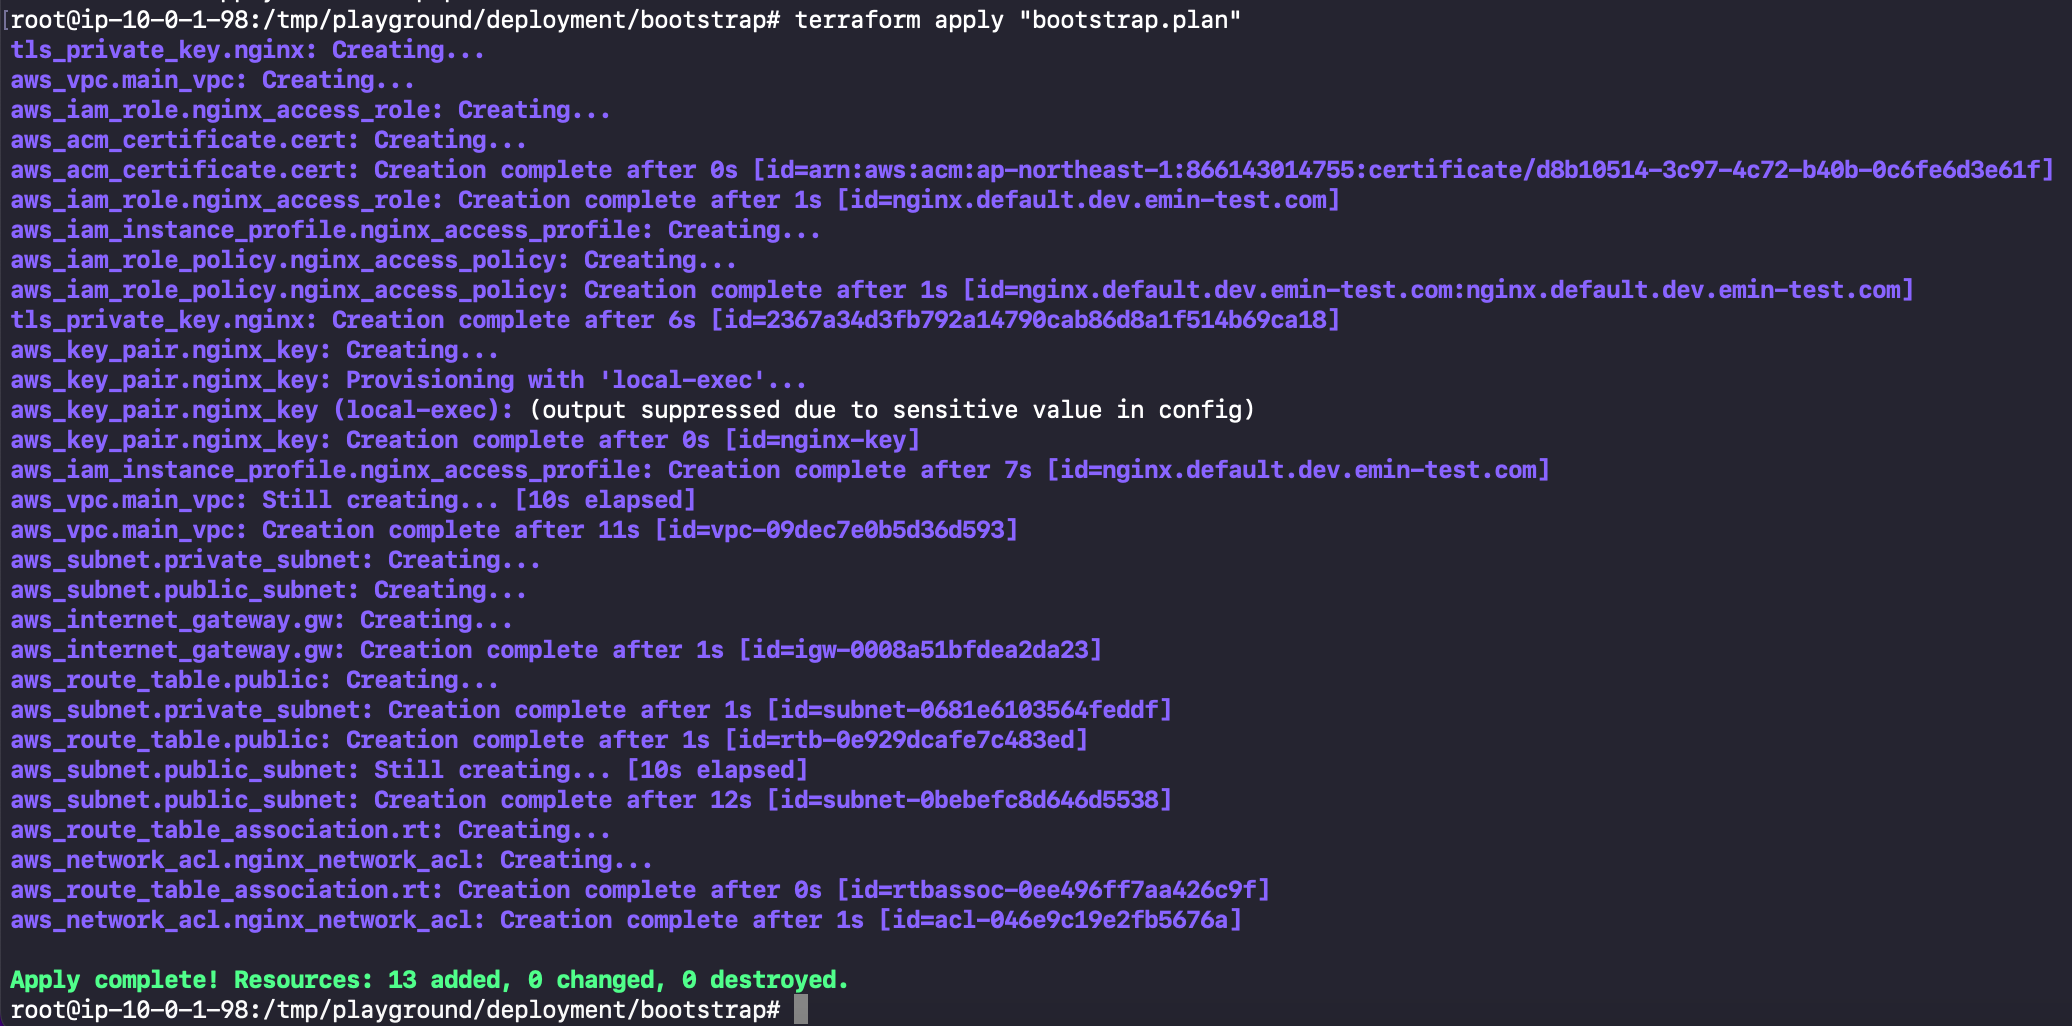 [root@ip-10-0-1-98:/tmp/playground/deployment/bootstrap# terraform apply "bootstrap.plan"
tls_private_key.nginx: Creating...
aws_vpc.main_vpc: Creating...
aws_iam_role.nginx_access_role: Creating...
aws_acm_certificate.cert: Creating...
aws_acm_certificate.cert: Creation complete after 0s [id=arn:aws:acm:ap-northeast-1:866143014755:certificate/d8b10514-3c97-4c72-b40b-0c6fe6d3e61f]
aws_iam_role.nginx_access_role: Creation complete after 1s [id=nginx.default.dev.emin-test.com]
aws_iam_instance_profile.nginx_access_profile: Creating...
aws_iam_role_policy.nginx_access_policy: Creating...
aws_iam_role_policy.nginx_access_policy: Creation complete after 1s [id=nginx.default.dev.emin-test.com:nginx.default.dev.emin-test.com]
tls_private_key.nginx: Creation complete after 6s [id=2367a34d3fb792a14790cab86d8a1f514b69ca18]
aws_key_pair.nginx_key: Creating...
aws_key_pair.nginx_key: Provisioning with 'local-exec'...
aws_key_pair.nginx_key (local-exec): (output suppressed due to sensitive value in config)
aws_key_pair.nginx_key: Creation complete after 0s [id=nginx-key]
aws_iam_instance_profile.nginx_access_profile: Creation complete after 7s [id=nginx.default.dev.emin-test.com]
aws_vpc.main_vpc: Still creating... [10s elapsed]
aws_vpc.main_vpc: Creation complete after 11s [id=vpc-09dec7e0b5d36d593]
aws_subnet.private_subnet: Creating...
aws_subnet.public_subnet: Creating...
aws_internet_gateway.gw: Creating...
aws_internet_gateway.gw: Creation complete after 1s [id=igw-0008a51bfdea2da23]
aws_route_table.public: Creating...
aws_subnet.private_subnet: Creation complete after 1s [id=subnet-0681e6103564feddf]
aws_route_table.public: Creation complete after 1s [id=rtb-0e929dcafe7c483ed]
aws_subnet.public_subnet: Still creating... [10s elapsed]
aws_subnet.public_subnet: Creation complete after 12s [id=subnet-0bebefc8d646d5538]
aws_route_table_association.rt: Creating...
aws_network_acl.nginx_network_acl: Creating...
aws_route_table_association.rt: Creation complete after 0s [id=rtbassoc-0ee496ff7aa426c9f]
aws_network_acl.nginx_network_acl: Creation complete after 1s [id=acl-046e9c19e2fb5676a]
Apply complete! Resources: 13 added, 0 changed, 0 destroyed.
root@ip-10-0-1-98:/tmp/playground/deployment/bootstrap#